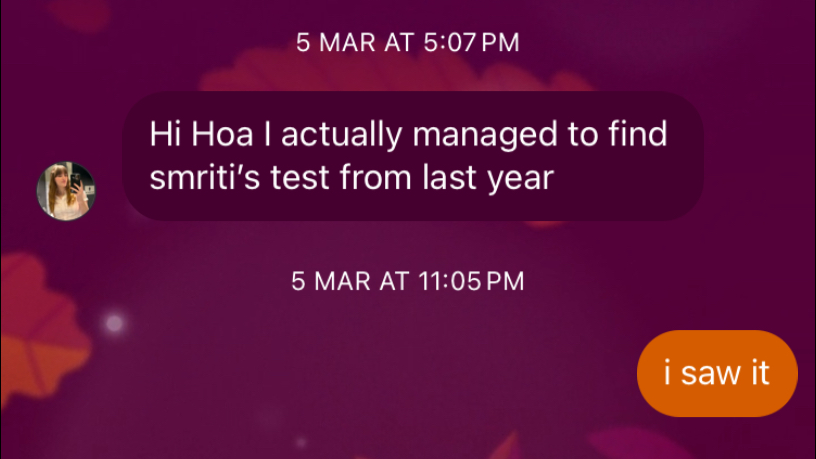 5 MAR AT 5:07 PM
Hi Hoa I actually managed to find
smriti’s test from last year
5 MAR AT 11:05 PM
i saw it